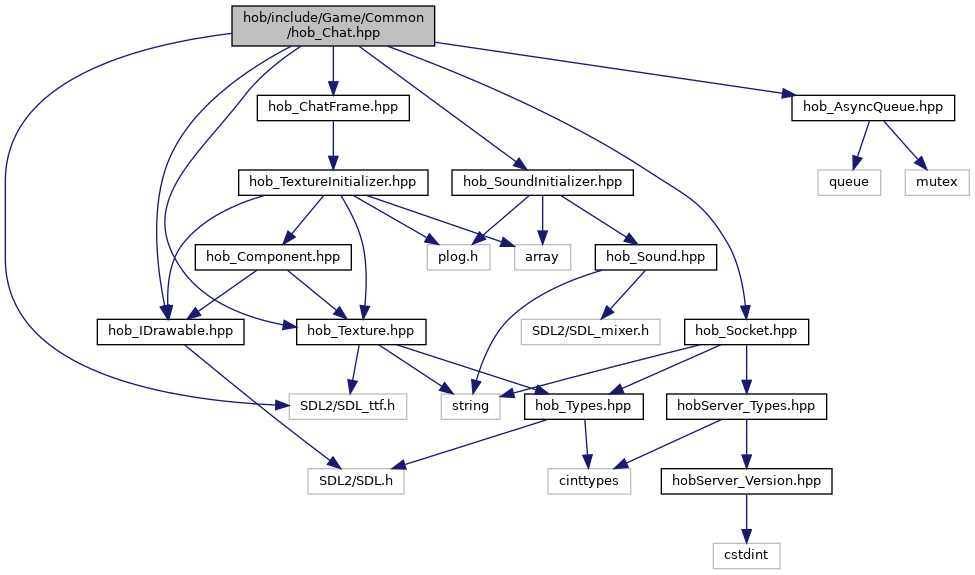 hob/include/Game/Common
/hob_Chat.hpp
hob_ChatFrame.hpp
hob_AsyncQueue.hpp
hob_TextureInitializer.hpp
hob_SoundInitializer.hpp
queue
mutex
hob_Component.hpp
plog.h
array
hob_Sound.hpp
hob_IDrawable.hpp
hob_Texture.hpp
SDL2/SDL_mixer.h
hob_Socket.hpp
SDL2/SDL_ttf.h
string
hob_Types.hpp
hobServer_Types.hpp
SDL2/SDL.h
cinttypes
hobServer_Version.hpp
cstdint